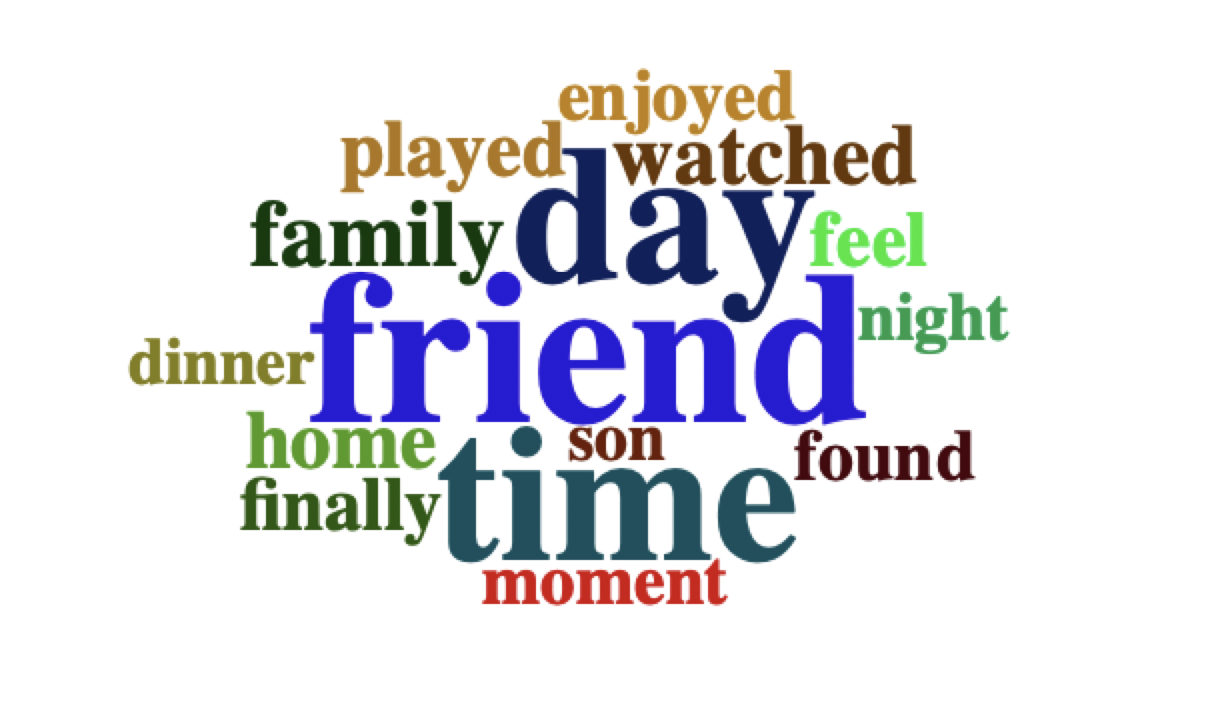 enjoyed
played watched
day
family feel
friend
night
dinner
home son found
time
finally
moment